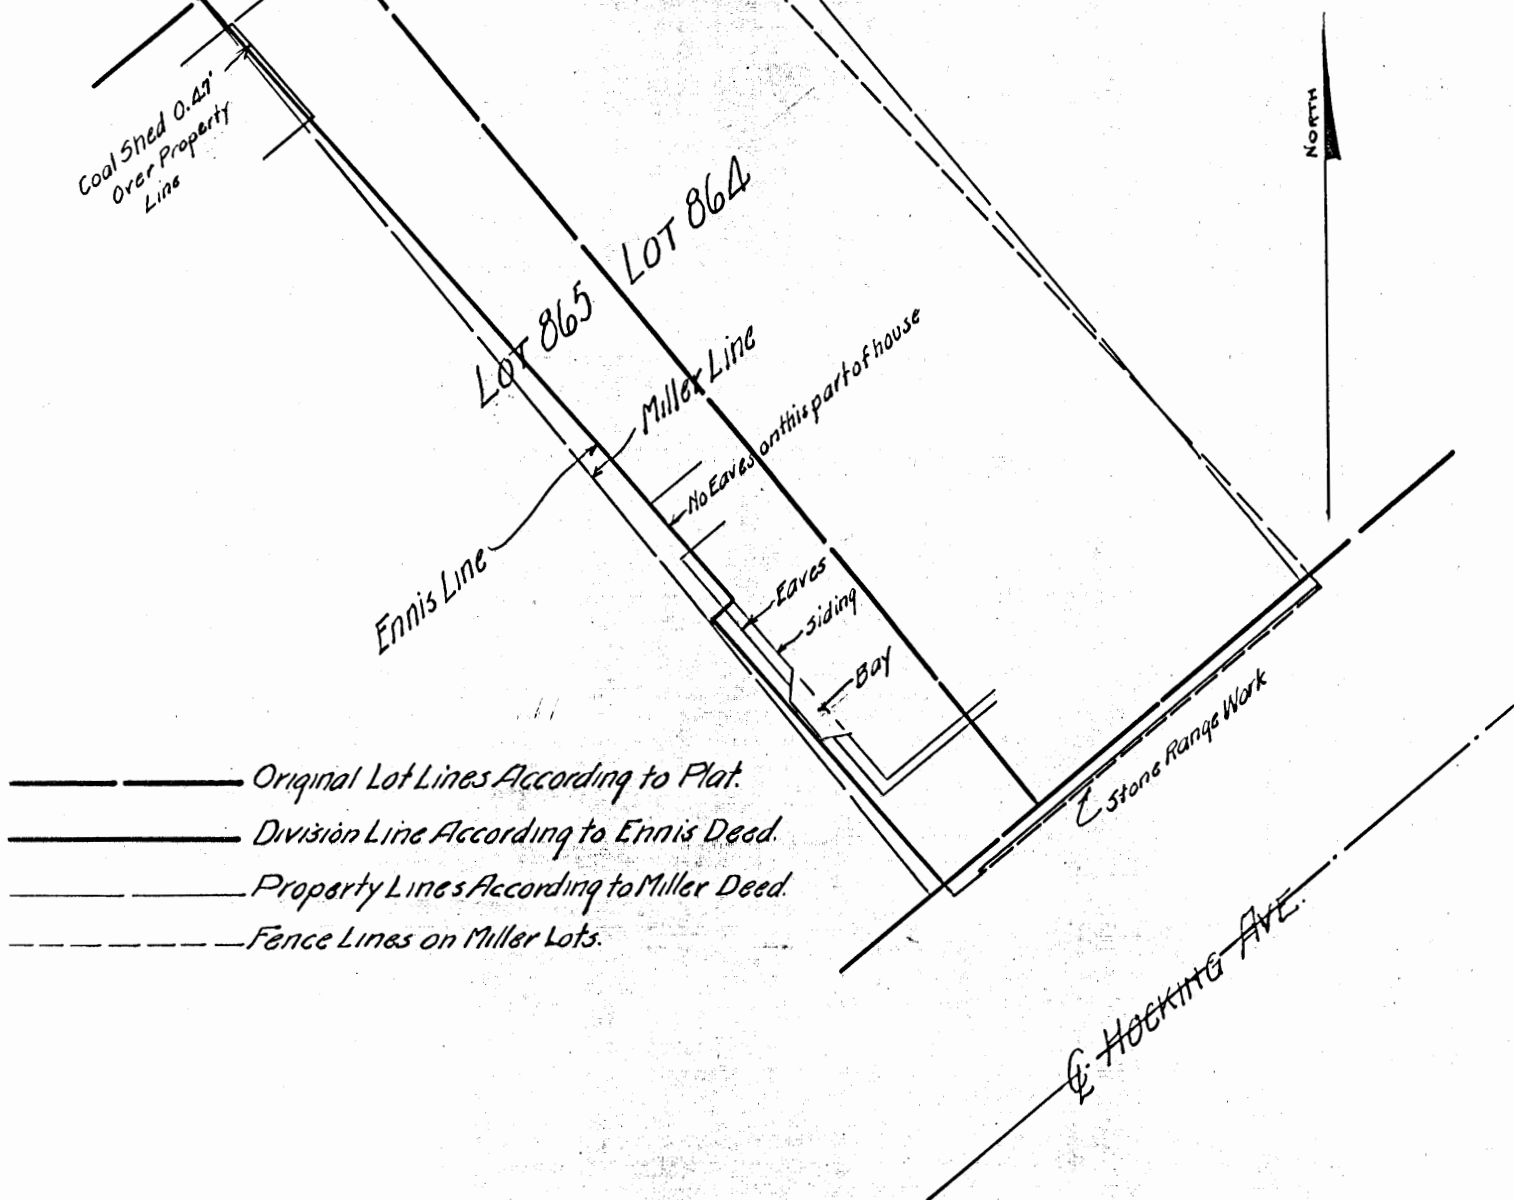 Coal Shed 0.47'
Over Property
Line
NORTH
LOT 864
LOT 865
Miller Line
No Eaves on this part of house
Ennis Line
Eaves
Siding
Bay
Stone Range Work
Original Lot Lines According to Plat.
Division Line According to Ennis Deed.
Property Lines According to Miller Deed.
Fence Lines on Miller Lots.
℄ HOCKING AVE.